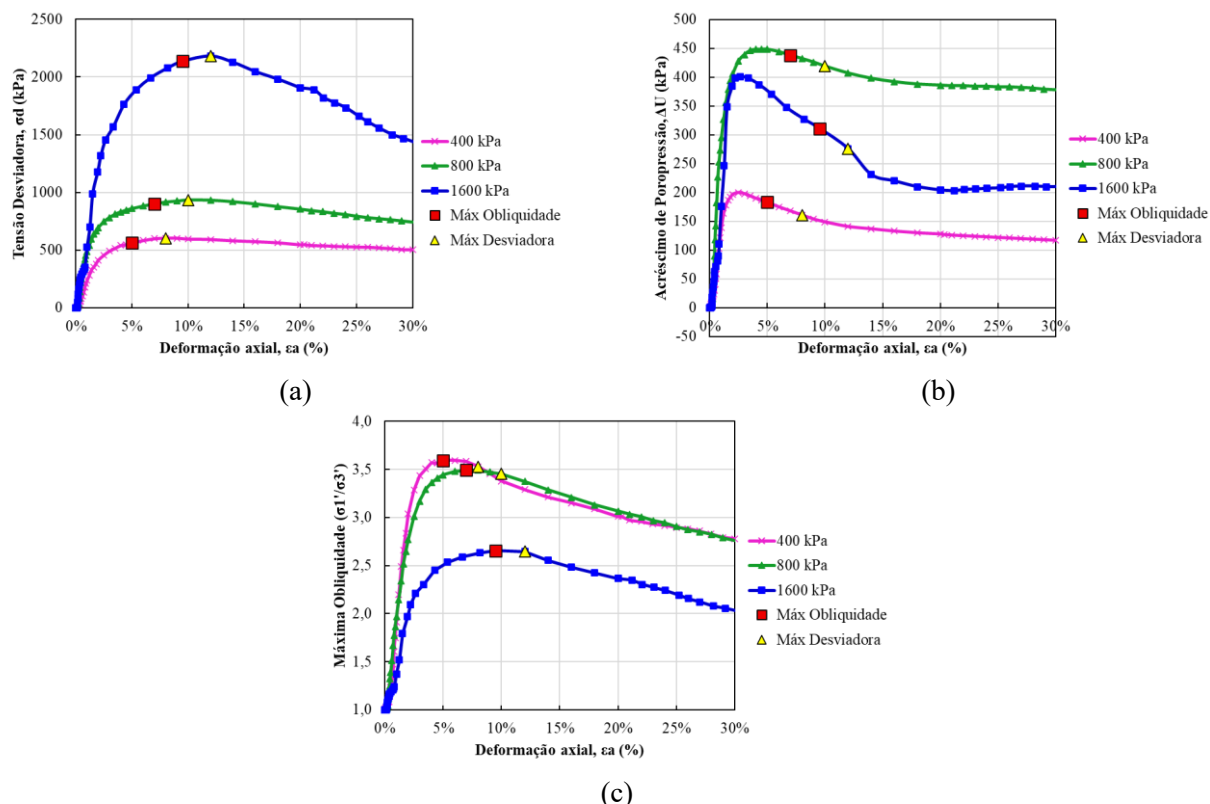 2500
2000
1500
1000
500
0
0%
5%
10%
15%
20%
25%
30%
Tensão Desviadora, σd (kPa)
Deformação axial, εa (%)
400 kPa
800 kPa
1600 kPa
Máx Obliquidade
Máx Desviadora
(a)
500
450
400
350
300
250
200
150
100
50
0
-50
0%
5%
10%
15%
20%
25%
30%
Acréscimo de Poropressão, ΔU (kPa)
Deformação axial, εa (%)
400 kPa
800 kPa
1600 kPa
Máx Obliquidade
Máx Desviadora
(b)
4,0
3,5
3,0
2,5
2,0
1,5
1,0
0%
5%
10%
15%
20%
25%
30%
Máxima Obliquidade (σ1'/σ3')
Deformação axial, εa (%)
400 kPa
800 kPa
1600 kPa
Máx Obliquidade
Máx Desviadora
(c)